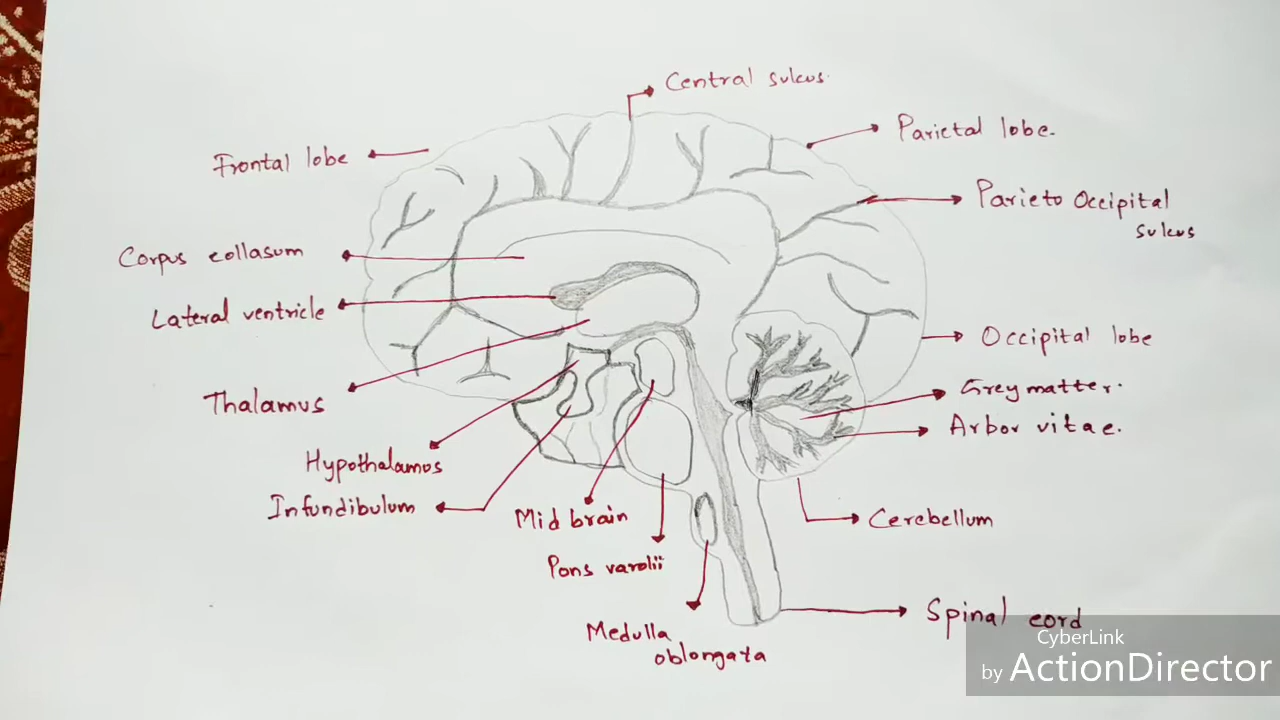 Central sulcus
Frontal lobe
Parietal lobe.
Parieto Occipital
sulcus
Corpus collasum
Lateral ventricle
Occipital lobe
Thalamus
Grey matter.
Arbor vitae.
Hypothalamus
Infundibulum
Mid brain
Cerebellum
Pons varolii
Spinal cord
Medulla
oblongata
CyberLink
by ActionDirector